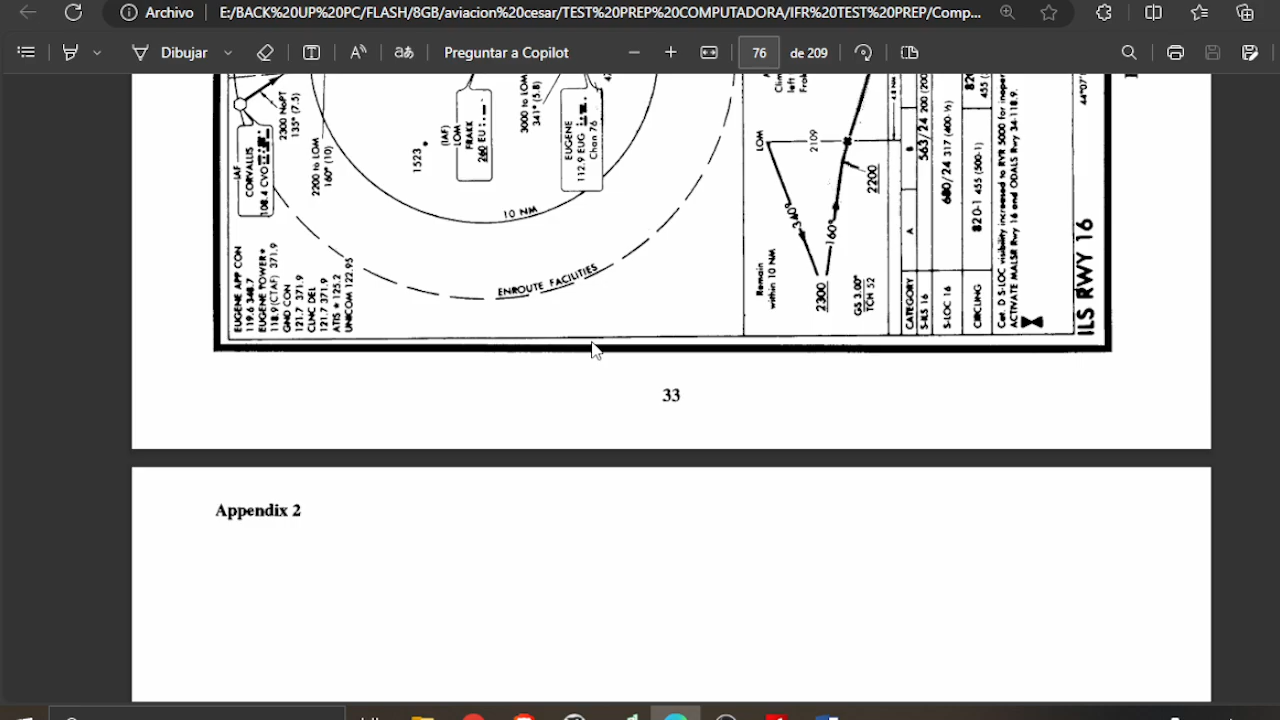 Archivo
E:/BACK%20UP%20PC/FLASH/8GB/aviacion%20cesar/TEST%20PREP%20COMPUTADORA/IFR%20TEST%20PREP/Comp...
Dibujar
Preguntar a Copilot
76 de 209
IAF
CORVALLIS
108.4 CVO
2300 NoPT
135° (7.5)
2200 to LOM
160° (10)
1523
(IAF)
LOM
FRAKK
260 EU
3000 to LOM
341° (5.8)
EUGENE
112.9 EUG
Chan 76
10 NM
ENROUTE FACILITIES
EUGENE APP CON
119.6 348.7
EUGENE TOWER
118.9 (CTAF) 371.9
GND CON
121.7 371.9
CLNC DEL
121.7 371.9
ATIS 125.2
UNICOM 122.95
left
LOM
2109
4.8 NM
2200
340°
160°
Remain
within 10 NM
2300
GS 3.00°
TCH 52
CATEGORY
A
B
S-ILS 16
563/24 200 (200
S-LOC 16
680/24 317 (400-½)
CIRCLING
820-1 455 (500-1)
Cat. D S-LOC visibility increased to RVR 5000 for inoper
ACTIVATE MALSR Rwy 16 and ODALS Rwy 34-118.9.
ILS RWY 16
33
Appendix 2